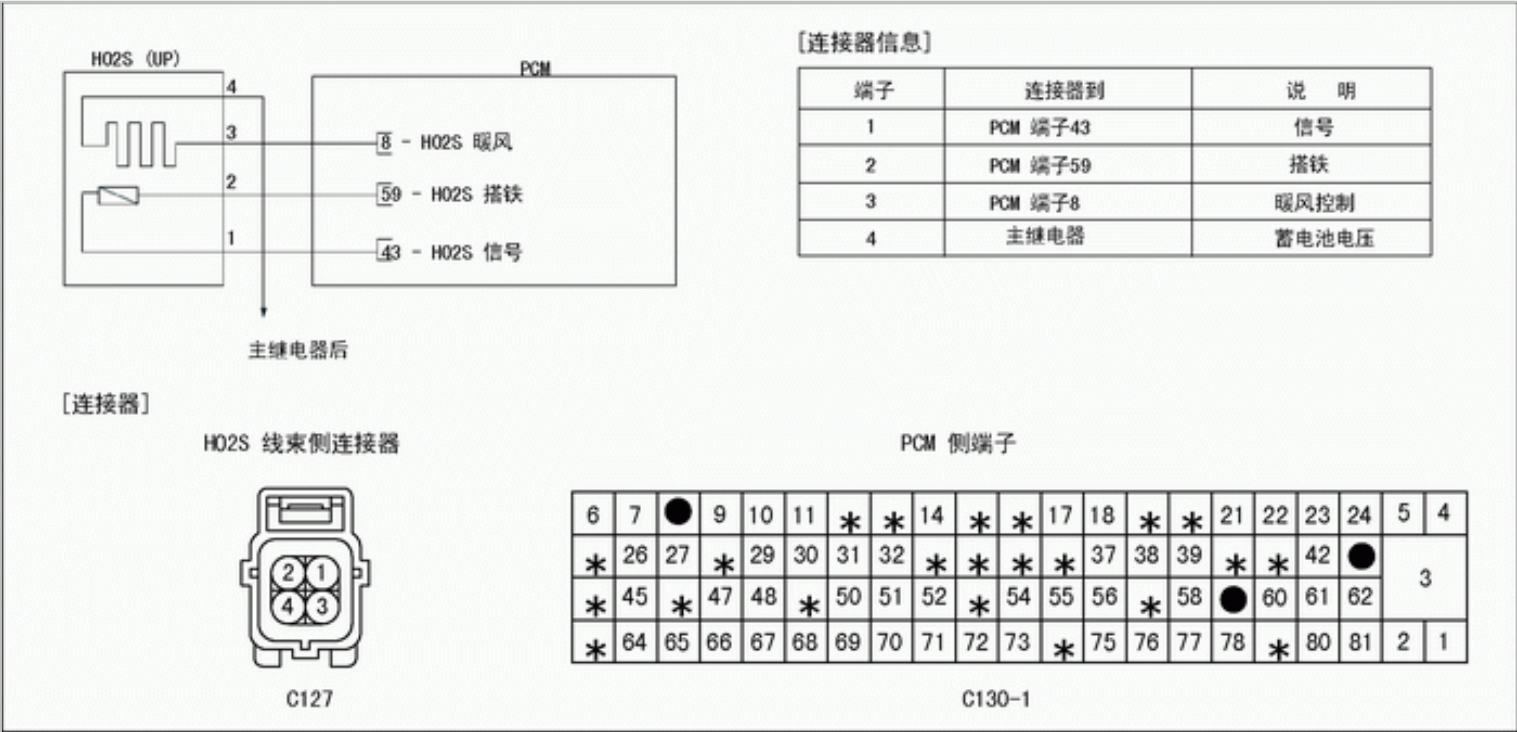 HO2S (UP)
PCM
4
3
2
1
8 - HO2S 暖风
59 - HO2S 搭铁
43 - HO2S 信号
主继电器后
[连接器信息]
端子 连接器到 说 明
1 PCM 端子43 信号
2 PCM 端子59 搭铁
3 PCM 端子8 暖风控制
4 主继电器 蓄电池电压
[连接器]
HO2S 线束侧连接器
2 1
4 3
C127
PCM 侧端子
6 7 ● 9 10 11 * * 14 * * 17 18 * * 21 22 23 24 5 4
* 26 27 * 29 30 31 32 * * * * 37 38 39 * * 42 ● 3
* 45 * 47 48 * 50 51 52 * 54 55 56 * 58 ● 60 61 62
* 64 65 66 67 68 69 70 71 72 73 * 75 76 77 78 * 80 81 2 1
C130-1